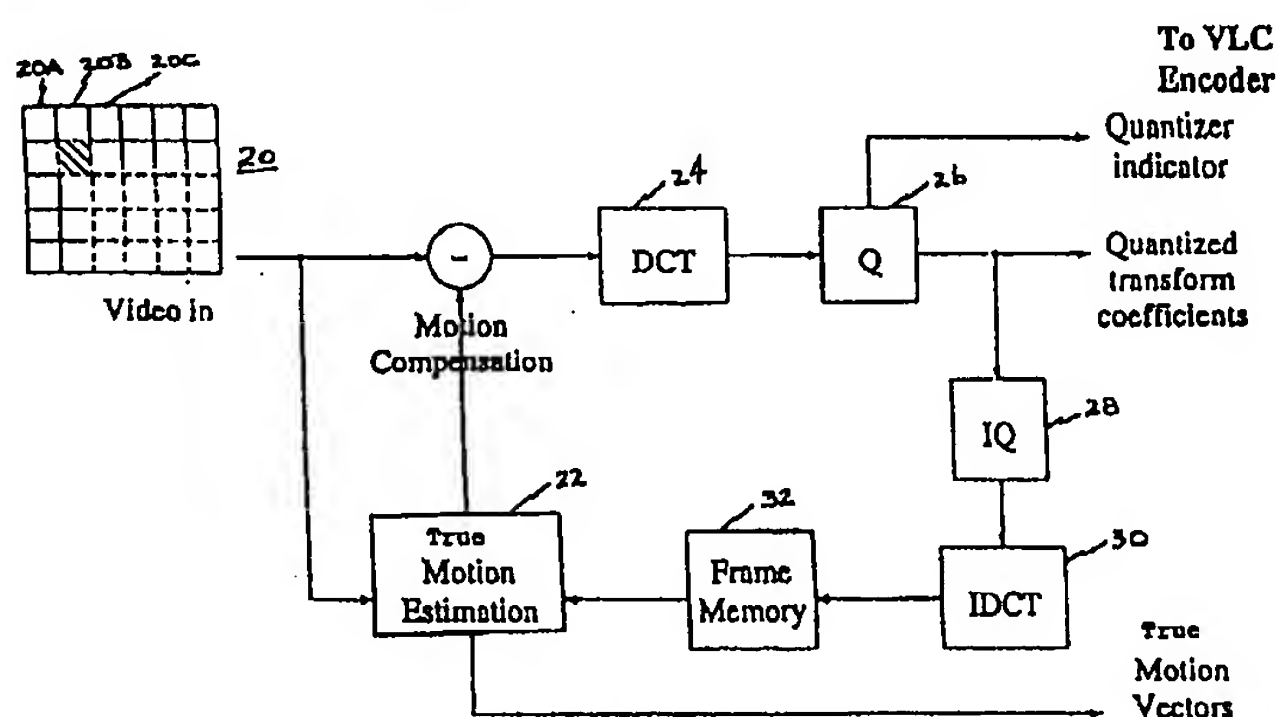 To VLC
Encoder
20A 20B 20C
20
Video in
-
24
DCT
26
Q
Quantizer
indicator
Quantized
transform
coefficients
Motion
Compensation
28
IQ
22
True
Motion
Estimation
32
Frame
Memory
30
IDCT
True
Motion
Vectors